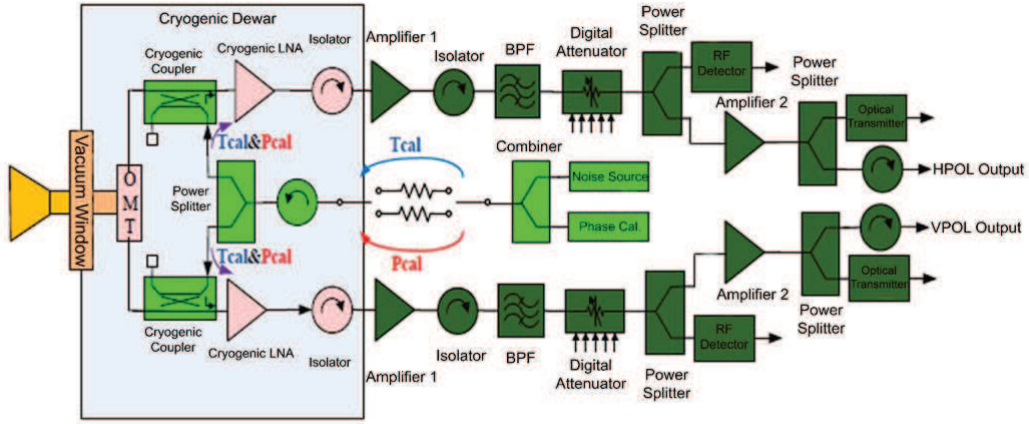 Cryogenic Dewar
Cryogenic
Coupler
Cryogenic LNA
Isolator
Amplifier 1
Isolator
BPF
Digital
Attenuator
Power
Splitter
RF
Detector
Amplifier 2
Power
Splitter
Optical
Transmitter
HPOL Output
Vacuum Window
O
M
T
Tcal&Pcal
Power
Splitter
Tcal&Pcal
Tcal
Pcal
Combiner
Noise Source
Phase Cal.
VPOL Output
Optical
Transmitter
Amplifier 2
Power
Splitter
RF
Detector
Cryogenic
Coupler
Cryogenic LNA
Isolator
Amplifier 1
Isolator
BPF
Digital
Attenuator
Power
Splitter